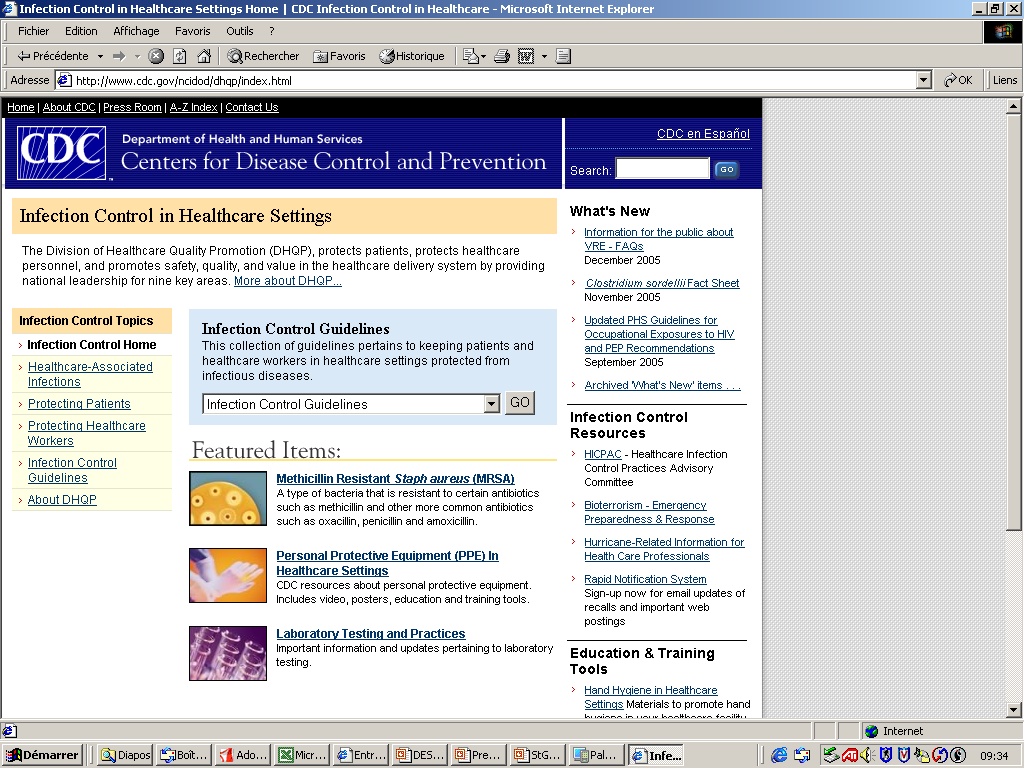 Infection Control in Healthcare Settings Home | CDC Infection Control in Healthcare - Microsoft Internet Explorer
Fichier Edition Affichage Favoris Outils ?
Précédente Rechercher Favoris Historique
Adresse http://www.cdc.gov/ncidod/dhqp/index.html OK Liens
Home | About CDC | Press Room | A-Z Index | Contact Us
CDC
TM
Department of Health and Human Services
Centers for Disease Control and Prevention
CDC en Español
Search: GO
Infection Control in Healthcare Settings
The Division of Healthcare Quality Promotion (DHQP), protects patients, protects healthcare
personnel, and promotes safety, quality, and value in the healthcare delivery system by providing
national leadership for nine key areas. More about DHQP...
Infection Control Topics
Infection Control Home
Healthcare-Associated
Infections
Protecting Patients
Protecting Healthcare
Workers
Infection Control
Guidelines
About DHQP
Infection Control Guidelines
This collection of guidelines pertains to keeping patients and
healthcare workers in healthcare settings protected from
infectious diseases.
Infection Control Guidelines GO
Featured Items:
Methicillin Resistant Staph aureus (MRSA)
A type of bacteria that is resistant to certain antibiotics
such as methicillin and other more common antibiotics
such as oxacillin, penicillin and amoxicillin.
Personal Protective Equipment (PPE) In
Healthcare Settings
CDC resources about personal protective equipment.
Includes video, posters, education and training tools.
Laboratory Testing and Practices
Important information and updates pertaining to laboratory
testing.
What's New
Information for the public about
VRE - FAQs
December 2005
Clostridium sordellii Fact Sheet
November 2005
Updated PHS Guidelines for
Occupational Exposures to HIV
and PEP Recommendations
September 2005
Archived 'What's New' items . . .
Infection Control
Resources
HICPAC - Healthcare Infection
Control Practices Advisory
Committee
Bioterrorism - Emergency
Preparedness & Response
Hurricane-Related Information for
Health Care Professionals
Rapid Notification System
Sign-up now for email updates of
recalls and important web
postings
Education & Training
Tools
Hand Hygiene in Healthcare
Settings Materials to promote hand
hygiene in your healthcare facility
Internet
Démarrer Diapos Boît... Ado... Micr... Entr... DES... Pre... StG... Pal... Infe... 09:34